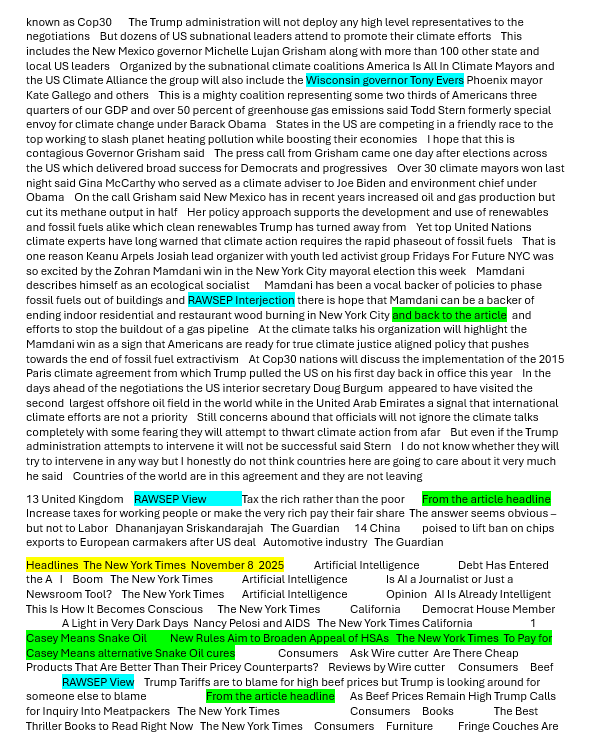 known as Cop30 The Trump administration will not deploy any high level representatives to the
negotiations But dozens of US subnational leaders attend to promote their climate efforts This
includes the New Mexico governor Michelle Lujan Grisham along with more than 100 other state and
local US leaders Organized by the subnational climate coalitions America Is All In Climate Mayors and
the US Climate Alliance the group will also include the Wisconsin governor Tony Evers Phoenix mayor
Kate Gallego and others This is a mighty coalition representing some two thirds of Americans three
quarters of our GDP and over 50 percent of greenhouse gas emissions said Todd Stern formerly special
envoy for climate change under Barack Obama States in the US are competing in a friendly race to the
top working to slash planet heating pollution while boosting their economies I hope that this is
contagious Governor Grisham said The press call from Grisham came one day after elections across
the US which delivered broad success for Democrats and progressives Over 30 climate mayors won last
night said Gina McCarthy who served as a climate adviser to Joe Biden and environment chief under
Obama On the call Grisham said New Mexico has in recent years increased oil and gas production but
cut its methane output in half Her policy approach supports the development and use of renewables
and fossil fuels alike which clean renewables Trump has turned away from Yet top United Nations
climate experts have long warned that climate action requires the rapid phaseout of fossil fuels That is
one reason Keanu Arpels Josiah lead organizer with youth led activist group Fridays For Future NYC was
so excited by the Zohran Mamdani win in the New York City mayoral election this week Mamdani
describes himself as an ecological socialist Mamdani has been a vocal backer of policies to phase
fossil fuels out of buildings and RAWSEP Interjection there is hope that Mamdani can be a backer of
ending indoor residential and restaurant wood burning in New York City and back to the article and
efforts to stop the buildout of a gas pipeline At the climate talks his organization will highlight the
Mamdani win as a sign that Americans are ready for true climate justice aligned policy that pushes
towards the end of fossil fuel extractivism At Cop30 nations will discuss the implementation of the 2015
Paris climate agreement from which Trump pulled the US on his first day back in office this year In the
days ahead of the negotiations the US interior secretary Doug Burgum appeared to have visited the
second largest offshore oil field in the world while in the United Arab Emirates a signal that international
climate efforts are not a priority Still concerns abound that officials will not ignore the climate talks
completely with some fearing they will attempt to thwart climate action from afar But even if the Trump
administration attempts to intervene it will not be successful said Stern I do not know whether they will
try to intervene in any way but I honestly do not think countries here are going to care about it very much
he said Countries of the world are in this agreement and they are not leaving
13 United Kingdom RAWSEP View Tax the rich rather than the poor From the article headline
Increase taxes for working people or make the very rich pay their fair share The answer seems obvious –
but not to Labor Dhananjayan Sriskandarajah The Guardian 14 China poised to lift ban on chips
exports to European carmakers after US deal Automotive industry The Guardian
Headlines The New York Times November 8 2025 Artificial Intelligence Debt Has Entered
the A I Boom The New York Times Artificial Intelligence Is AI a Journalist or Just a
Newsroom Tool? The New York Times Artificial Intelligence Opinion AI Is Already Intelligent
This Is How It Becomes Conscious The New York Times California Democrat House Member
A Light in Very Dark Days Nancy Pelosi and AIDS The New York Times California 1
Casey Means Snake Oil New Rules Aim to Broaden Appeal of HSAs The New York Times To Pay for
Casey Means alternative Snake Oil cures Consumers Ask Wire cutter Are There Cheap
Products That Are Better Than Their Pricey Counterparts? Reviews by Wire cutter Consumers Beef
RAWSEP View Trump Tariffs are to blame for high beef prices but Trump is looking around for
someone else to blame From the article headline As Beef Prices Remain High Trump Calls
for Inquiry Into Meatpackers The New York Times Consumers Books The Best
Thriller Books to Read Right Now The New York Times Consumers Furniture Fringe Couches Are